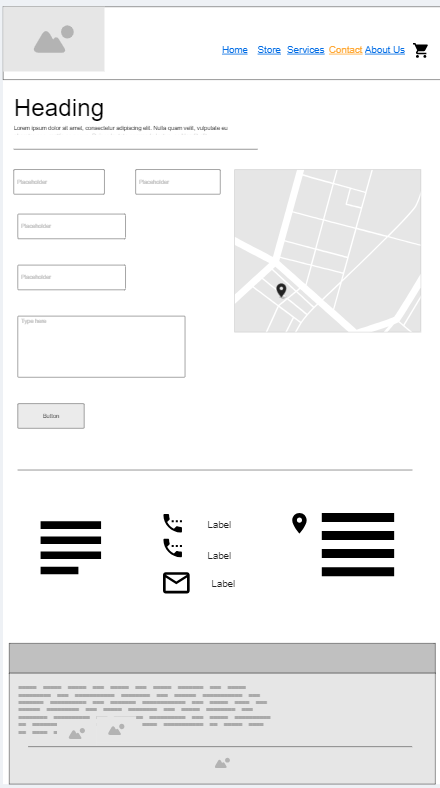 Home Store Services Contact About Us
Heading
Lorem ipsum dolor sit amet, consectetur adipiscing elit. Nulla quam velit, vulputate eu
Placeholder Placeholder
Placeholder
Placeholder
Type here
Button
Label
Label
Label